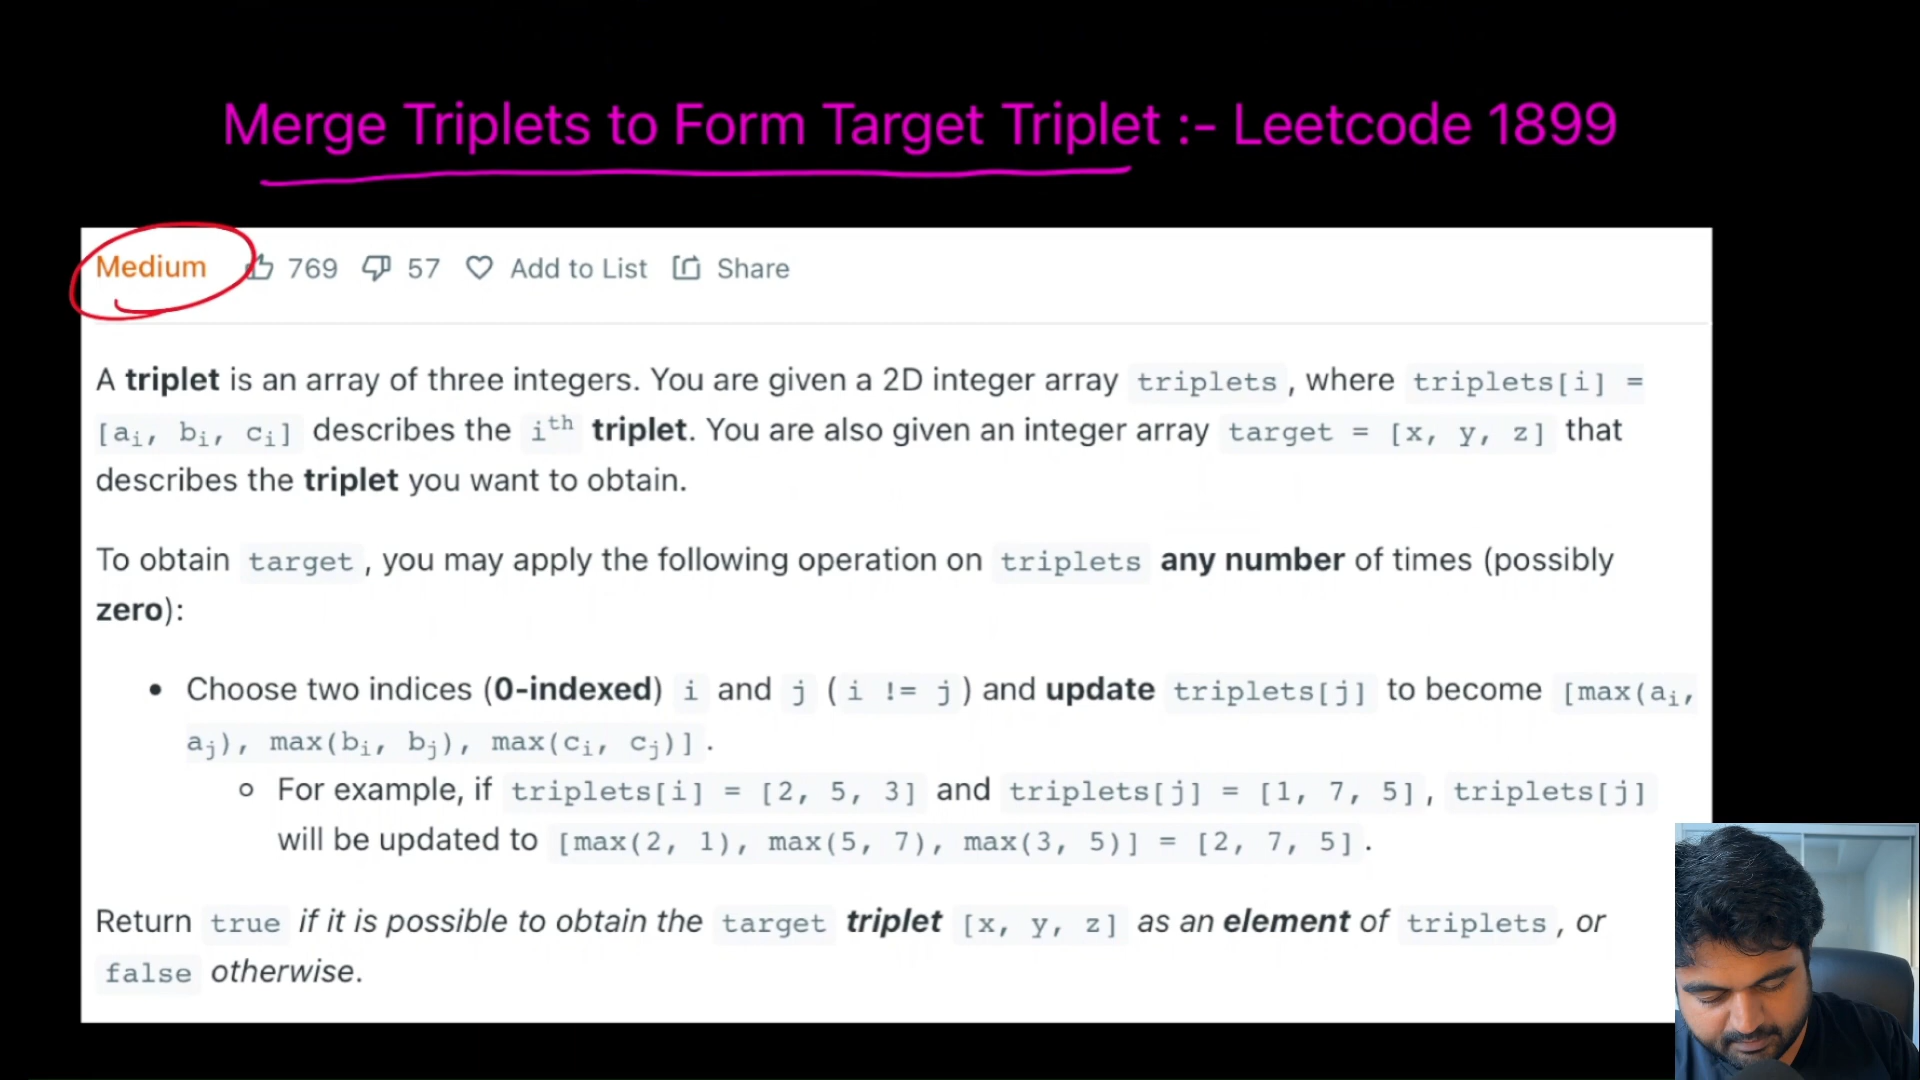 Merge Triplets to Form Target Triplet :- Leetcode 1899
Medium 769 57 Add to List Share
A triplet is an array of three integers. You are given a 2D integer array triplets , where triplets[i] =
[aᵢ, bᵢ, cᵢ] describes the iᵗʰ triplet. You are also given an integer array target = [x, y, z] that
describes the triplet you want to obtain.
To obtain target , you may apply the following operation on triplets any number of times (possibly
zero):
• Choose two indices (0-indexed) i and j ( i != j ) and update triplets[j] to become [max(aᵢ,
aⱼ), max(bᵢ, bⱼ), max(cᵢ, cⱼ)] .
◦ For example, if triplets[i] = [2, 5, 3] and triplets[j] = [1, 7, 5] , triplets[j]
will be updated to [max(2, 1), max(5, 7), max(3, 5)] = [2, 7, 5] .
Return true if it is possible to obtain the target triplet [x, y, z] as an element of triplets , or
false otherwise.